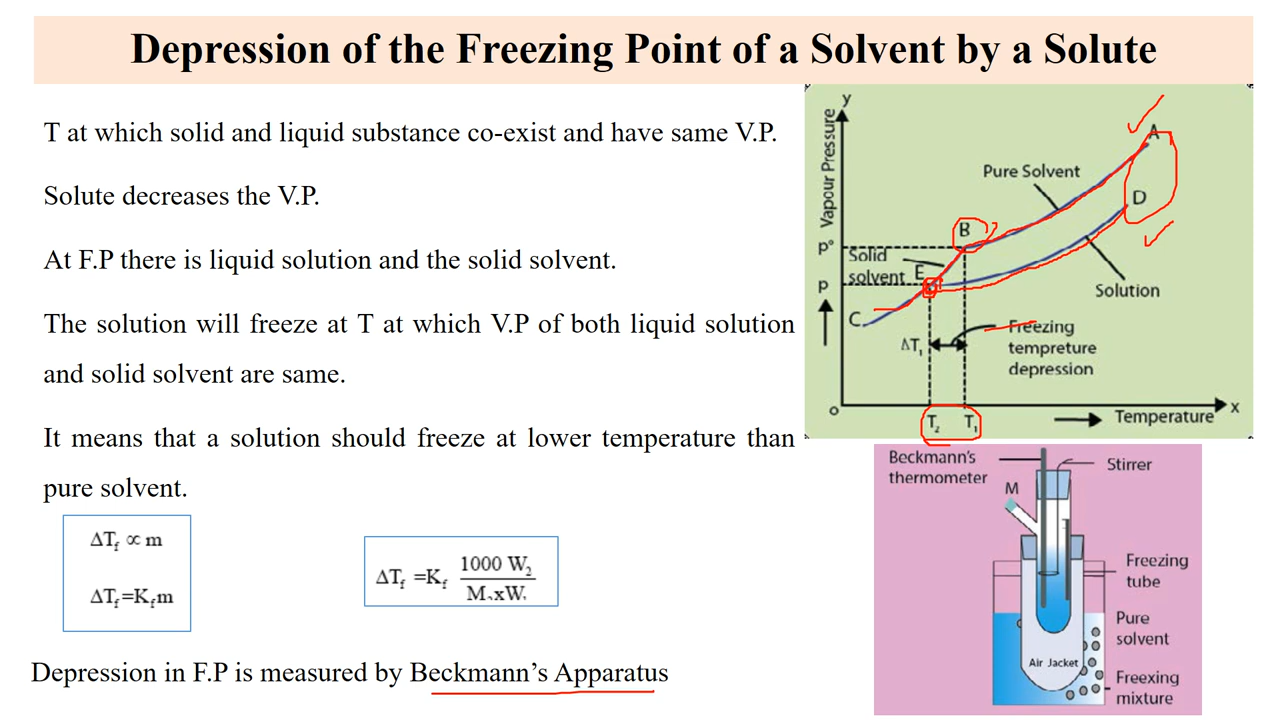 Depression of the Freezing Point of a Solvent by a Solute
T at which solid and liquid substance co-exist and have same V.P.
Solute decreases the V.P.
At F.P there is liquid solution and the solid solvent.
The solution will freeze at T at which V.P of both liquid solution
and solid solvent are same.
It means that a solution should freeze at lower temperature than
pure solvent.
ΔTf ∝ m
ΔTf=Kfm
ΔTf =Kf 1000 W2
M2xW1
Depression in F.P is measured by Beckmann's Apparatus
y
Vapour Pressure
A
Pure Solvent
D
B
p°
Solid
solvent
E
p
Solution
C
Freezing
ΔT1
tempreture
depression
o
x
T2
T1
Temperature
Beckmann's
thermometer
Stirrer
M
Freezing
tube
Pure
solvent
Air Jacket
Freexing
mixture